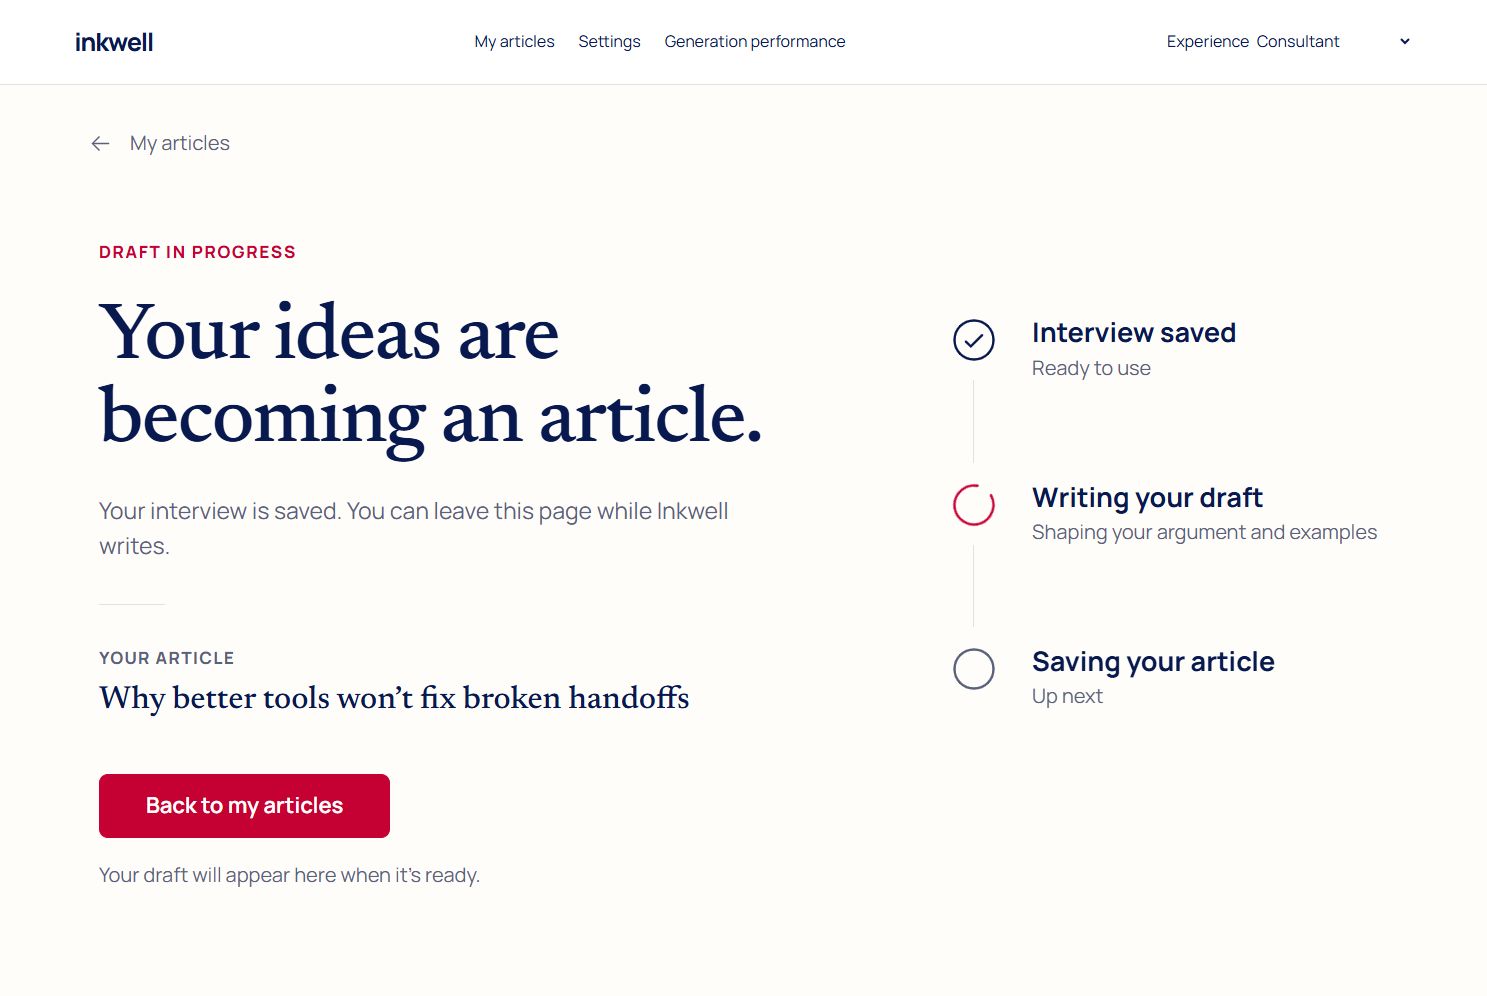 inkwell
My articles Settings Generation performance
Experience Consultant
My articles
DRAFT IN PROGRESS
Your ideas are
becoming an article.
Your interview is saved. You can leave this page while Inkwell
writes.
YOUR ARTICLE
Why better tools won’t fix broken handoffs
Back to my articles
Your draft will appear here when it’s ready.
Interview saved
Ready to use
Writing your draft
Shaping your argument and examples
Saving your article
Up next